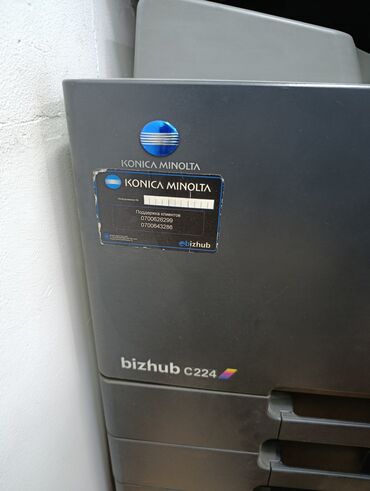 KONICA MINOLTA
KONICA MINOLTA
Поддержка клиентов
0700626299
0700643286
bizhub
bizhub C224